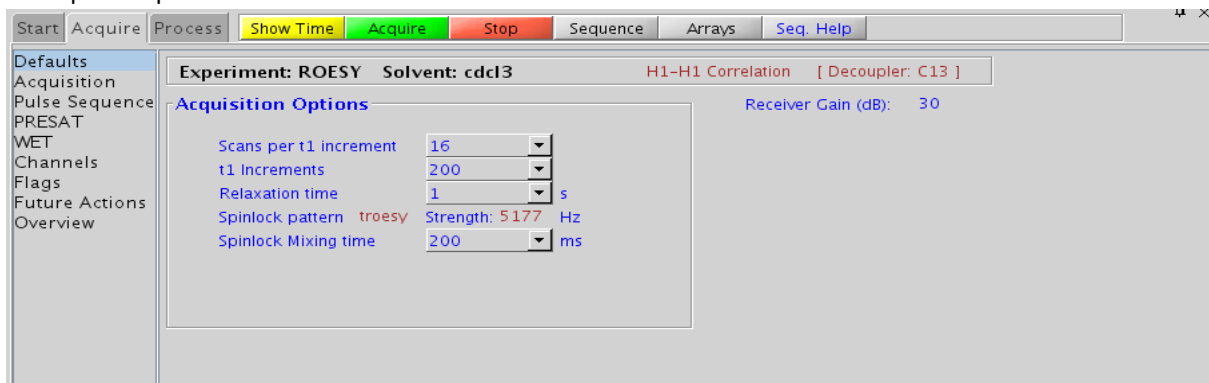 Start Acquire Process Show Time Acquire Stop Sequence Arrays Seq. Help
Defaults
Acquisition
Pulse Sequence
PRESAT
WET
Channels
Flags
Future Actions
Overview
Experiment: ROESY Solvent: cdcl3 H1-H1 Correlation [ Decoupler: C13 ]
Acquisition Options Receiver Gain (dB): 30
Scans per t1 increment 16
t1 Increments 200
Relaxation time 1 s
Spinlock pattern troesy Strength: 5177 Hz
Spinlock Mixing time 200 ms